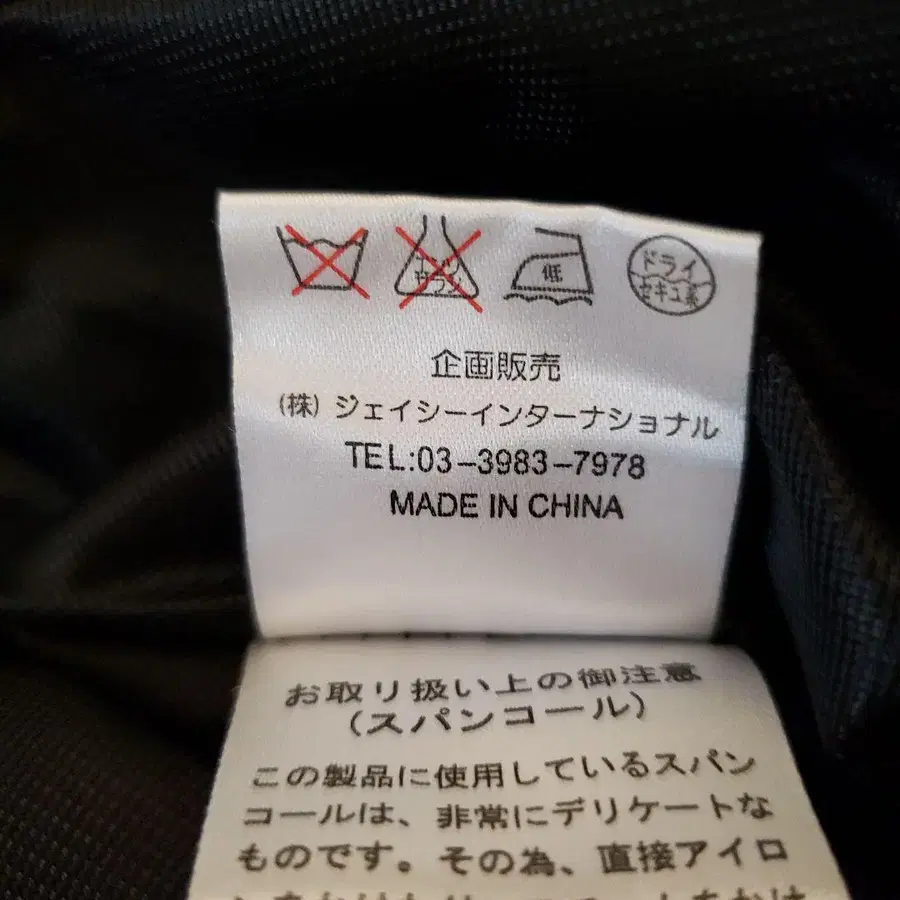 低
ドライ
セキユ系
企画販売
(株) ジェイシーインターナショナル
TEL:03-3983-7978
MADE IN CHINA
お取り扱い上の御注意
(スパンコール)
この製品に使用しているスパン
コールは、非常にデリケートな
ものです。その為、直接アイロ